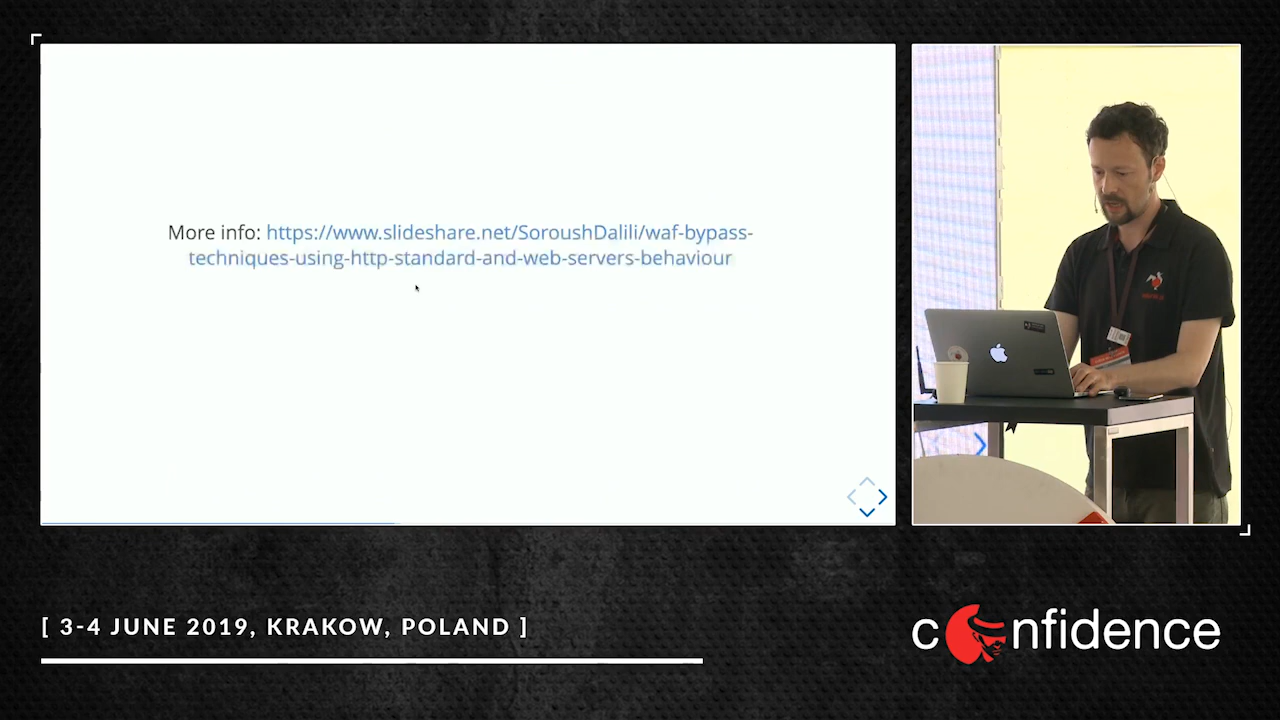 More info: https://www.slideshare.net/SoroushDalili/waf-bypass-
techniques-using-http-standard-and-web-servers-behaviour
[ 3-4 JUNE 2019, KRAKOW, POLAND ]
confidence